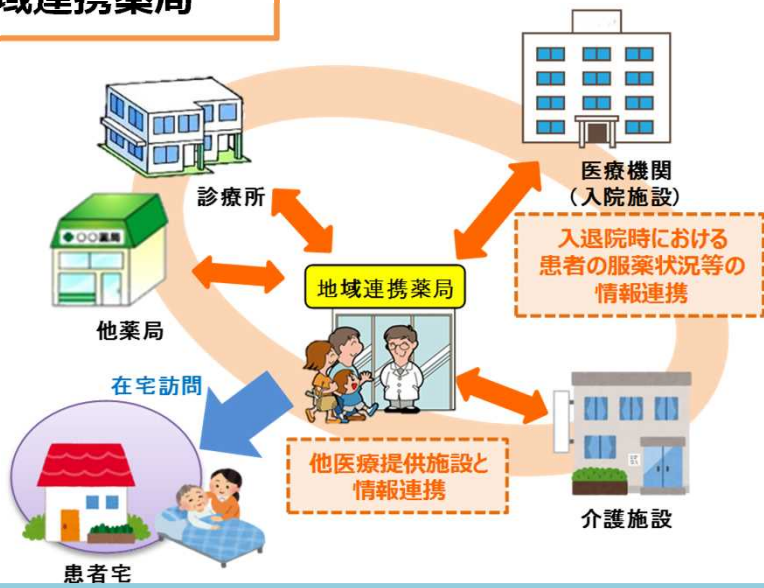 域連携薬局
診療所
医療機関
(入院施設)
入退院時における
患者の服薬状況等の
情報連携
○○薬局
他薬局
地域連携薬局
在宅訪問
他医療提供施設と
情報連携
介護施設
患者宅